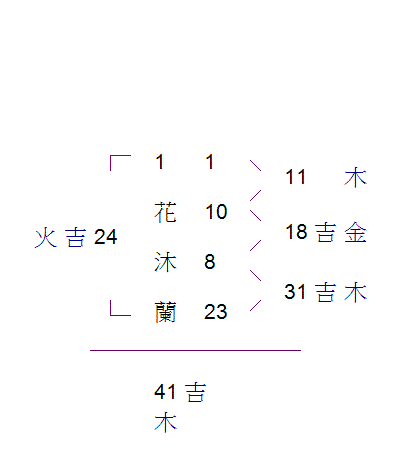 1 1
11 木
花 10
18 吉 金
火 吉 24
沐 8
31 吉 木
蘭 23
41 吉
木